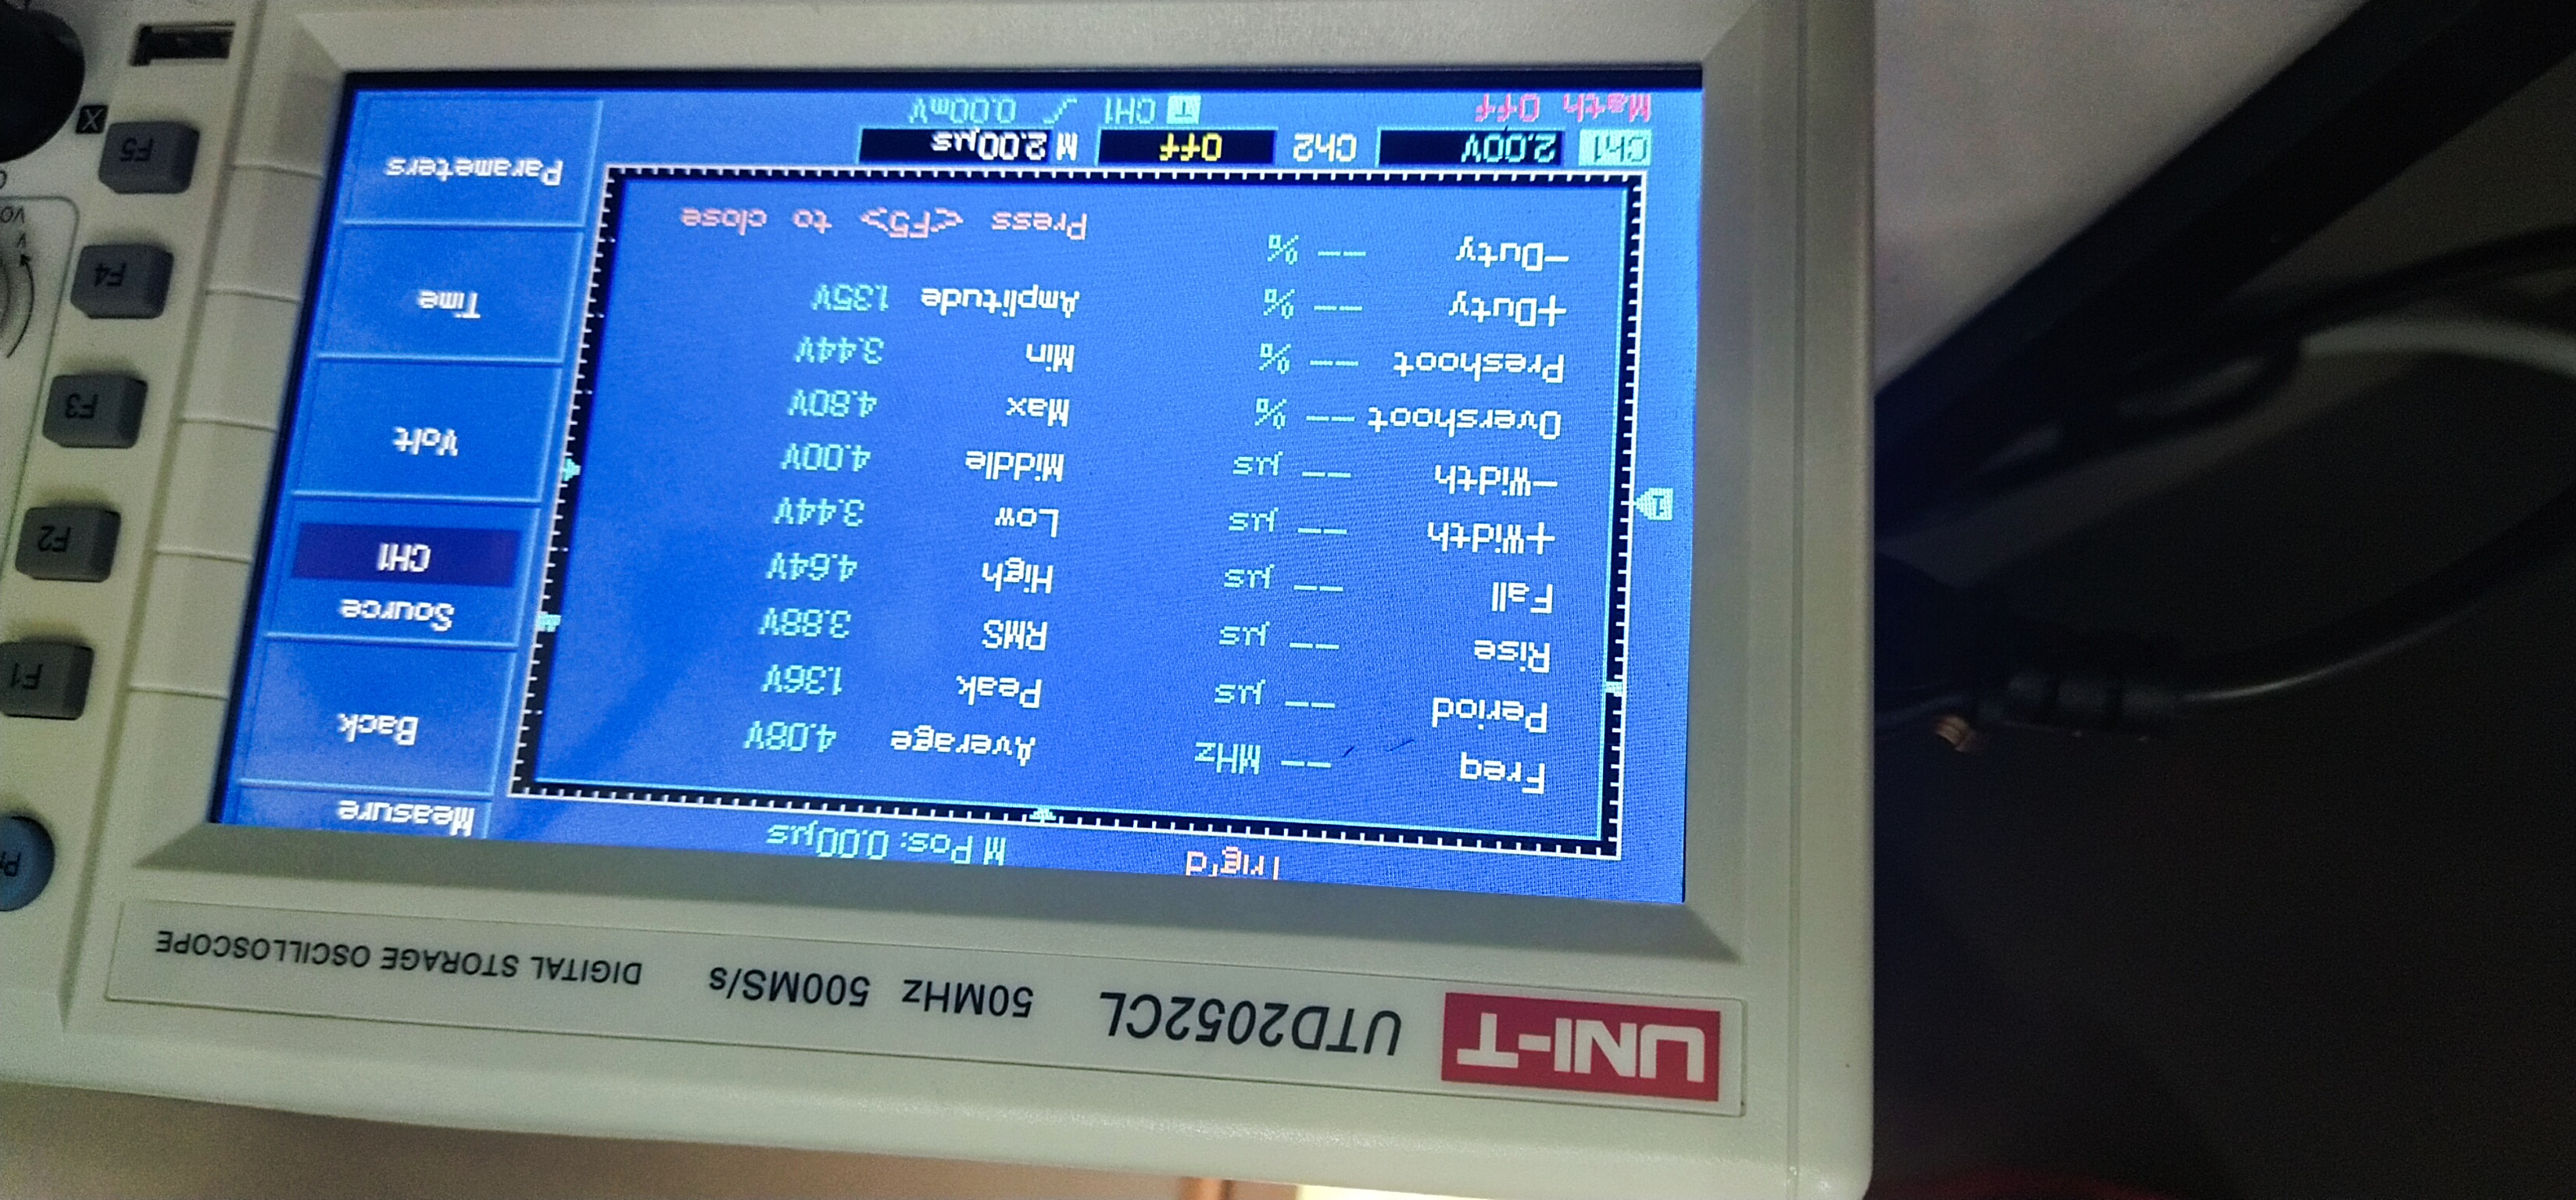 UNI-T UTD2052CL 50MHz 500MS/s DIGITAL STORAGE OSCILLOSCOPE
Trig'd M Pos: 0.00µs
Measure
Freq -- MHz
Period -- µs
Rise -- µs
Fall -- µs
+Width -- µs
-Width -- µs
Overshoot -- %
Preshoot -- %
+Duty -- %
-Duty -- %
Average 4.08V
Peak 1.36V
RMS 3.88V
High 4.64V
Low 3.44V
Middle 4.00V
Max 4.80V
Min 3.44V
Amplitude 1.35V
Press <F5> to close
Back
Source
CH1
Volt
Time
Parameters
F1
F2
F3
F4
F5
1
Ch1 2.00V Ch2 Off M 2.00µs
Math Off T CH1 0.00mV
X